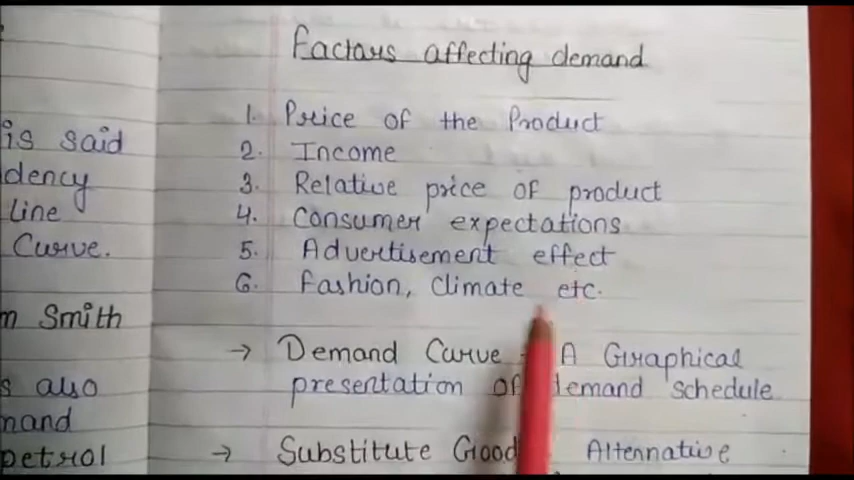 is said
dency
line
Curve.
m Smith
s also
mand
petrol
Factors affecting demand
1. Price of the Product
2. Income
3. Relative price of product
4. Consumer expectations
5. Advertisement effect
6. Fashion, Climate etc.
→ Demand Curve - A Graphical
presentation of demand schedule
→ Substitute Good Alternative